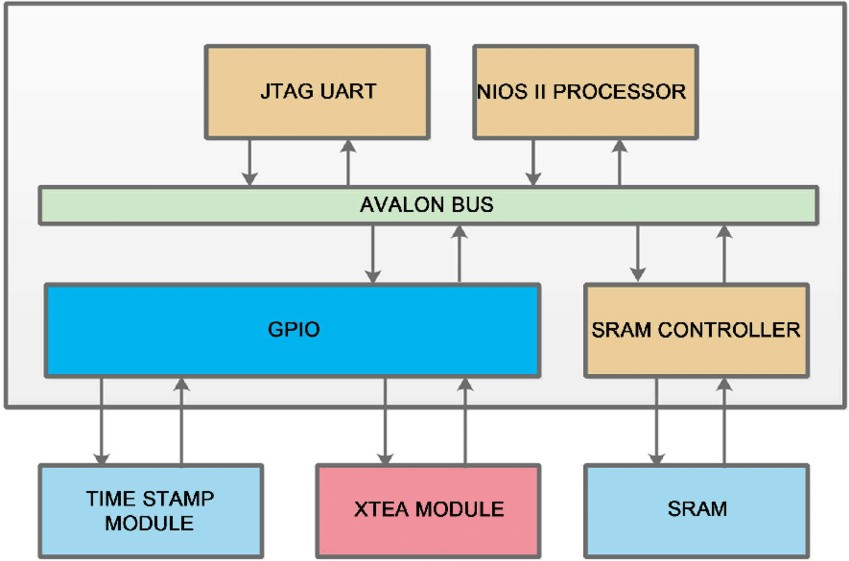 JTAG UART
NIOS II PROCESSOR
AVALON BUS
GPIO
SRAM CONTROLLER
TIME STAMP
MODULE
XTEA MODULE
SRAM